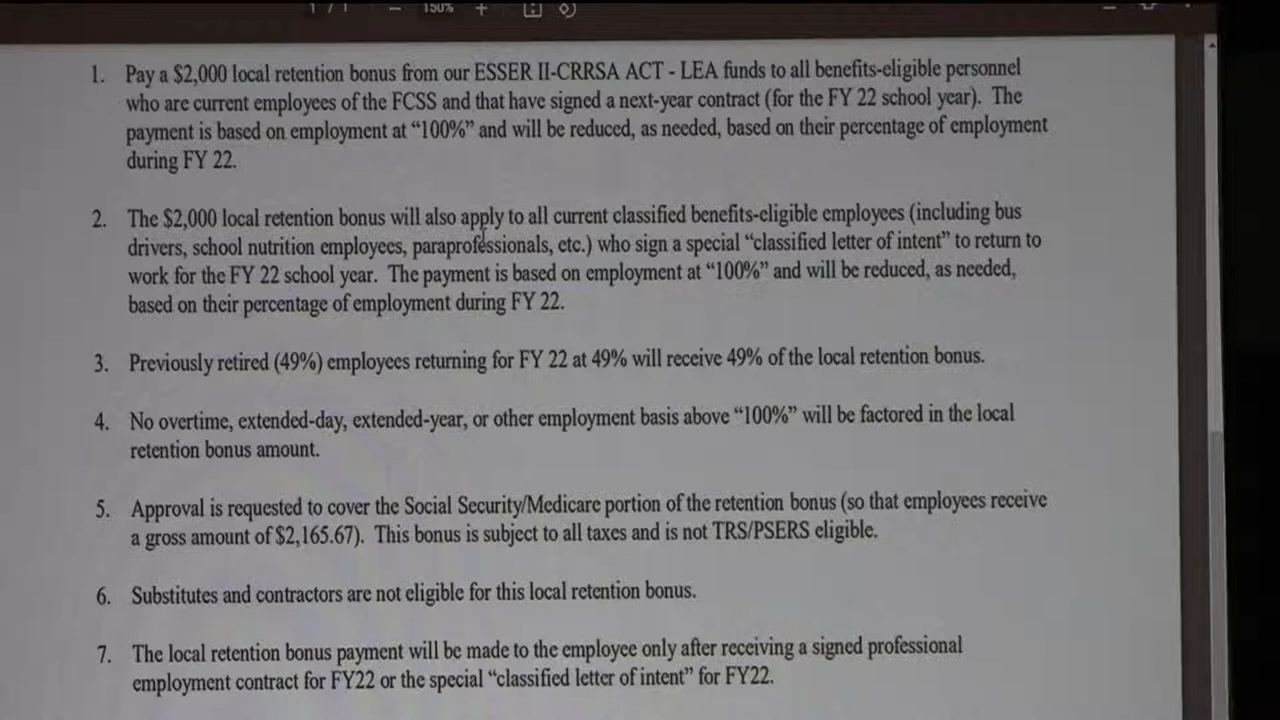 1 / 1 — 150% +
1. Pay a $2,000 local retention bonus from our ESSER II-CRRSA ACT - LEA funds to all benefits-eligible personnel
who are current employees of the FCSS and that have signed a next-year contract (for the FY 22 school year). The
payment is based on employment at “100%” and will be reduced, as needed, based on their percentage of employment
during FY 22.
2. The $2,000 local retention bonus will also apply to all current classified benefits-eligible employees (including bus
drivers, school nutrition employees, paraprofessionals, etc.) who sign a special “classified letter of intent” to return to
work for the FY 22 school year. The payment is based on employment at “100%” and will be reduced, as needed,
based on their percentage of employment during FY 22.
3. Previously retired (49%) employees returning for FY 22 at 49% will receive 49% of the local retention bonus.
4. No overtime, extended-day, extended-year, or other employment basis above “100%” will be factored in the local
retention bonus amount.
5. Approval is requested to cover the Social Security/Medicare portion of the retention bonus (so that employees receive
a gross amount of $2,165.67). This bonus is subject to all taxes and is not TRS/PSERS eligible.
6. Substitutes and contractors are not eligible for this local retention bonus.
7. The local retention bonus payment will be made to the employee only after receiving a signed professional
employment contract for FY22 or the special “classified letter of intent” for FY22.